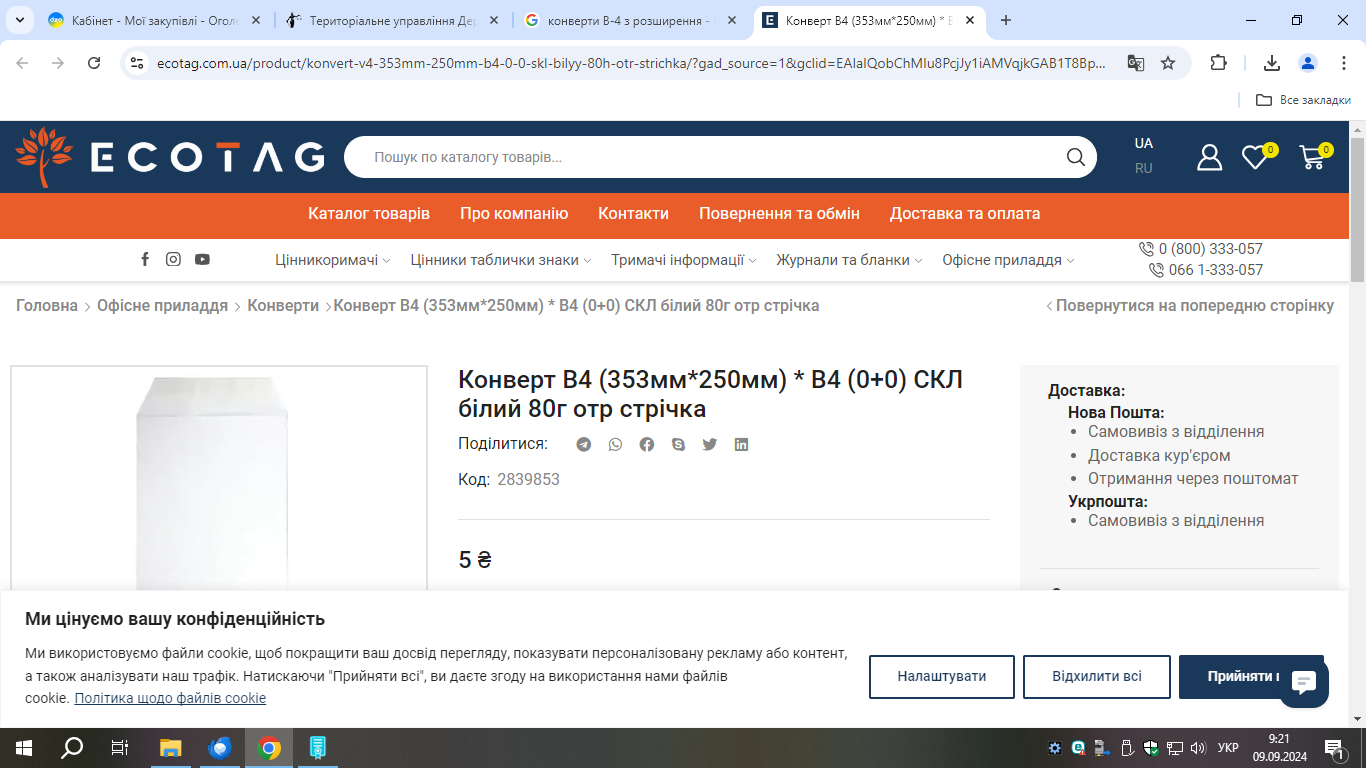 Кабінет - Мої закупівлі - Оголо
Територіальне управління Дер
конверти В-4 з розширення -
Конверт В4 (353мм*250мм) * В
ecotag.com.ua/product/konvert-v4-353mm-250mm-b4-0-0-skl-bilyy-80h-otr-strichka/?gad_source=1&gclid=EAIaIQobChMIu8PcjJy1iAMVqjkGAB1T8Bp...
Все закладки
ECOTAG
Пошук по каталогу товарів...
UA
RU
0
0
Каталог товарів
Про компанію
Контакти
Повернення та обмін
Доставка та оплата
Цінникоримачі
Цінники таблички знаки
Тримачі інформації
Журнали та бланки
Офісне приладдя
0 (800) 333-057
066 1-333-057
Головна > Офісне приладдя > Конверти >Конверт В4 (353мм*250мм) * В4 (0+0) СКЛ білий 80г отр стрічка
< Повернутися на попередню сторінку
Конверт В4 (353мм*250мм) * В4 (0+0) СКЛ
білий 80г отр стрічка
Поділитися:
Код: 2839853
5 ₴
Доставка:
Нова Пошта:
• Самовивіз з відділення
• Доставка кур'єром
• Отримання через поштомат
Укрпошта:
• Самовивіз з відділення
Ми цінуємо вашу конфіденційність
Ми використовуємо файли cookie, щоб покращити ваш досвід перегляду, показувати персоналізовану рекламу або контент,
а також аналізувати наш трафік. Натискаючи "Прийняти всі", ви даєте згоду на використання нами файлів
cookie. Політика щодо файлів cookie
Налаштувати
Відхилити всі
Прийняти
УКР
9:21
09.09.2024
1